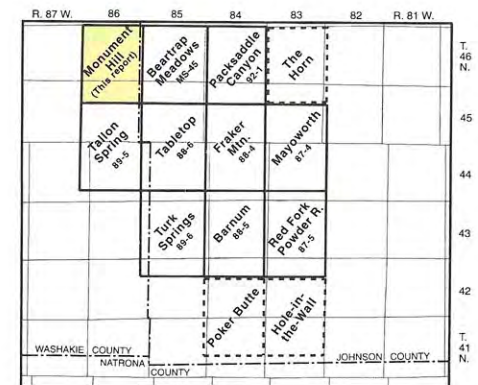 R. 87 W. 86 85 84 83 82 R. 81 W.
T.
46
N.
Monument
Hill
(This report)
Beartrap
Meadows
MS-45
Packsaddle
Canyon
92-1
The
Horn
45
Tallon
Spring
89-5
Tabletop
88-6
Fraker
Mtn.
88-4
Mayoworth
87-4
44
Turk
Springs
89-6
Barnum
88-5
Red Fork
Powder R.
87-5
43
42
Poker Butte
Hole-in-
the-Wall
T.
41
N.
WASHAKIE COUNTY
NATRONA
COUNTY
JOHNSON COUNTY